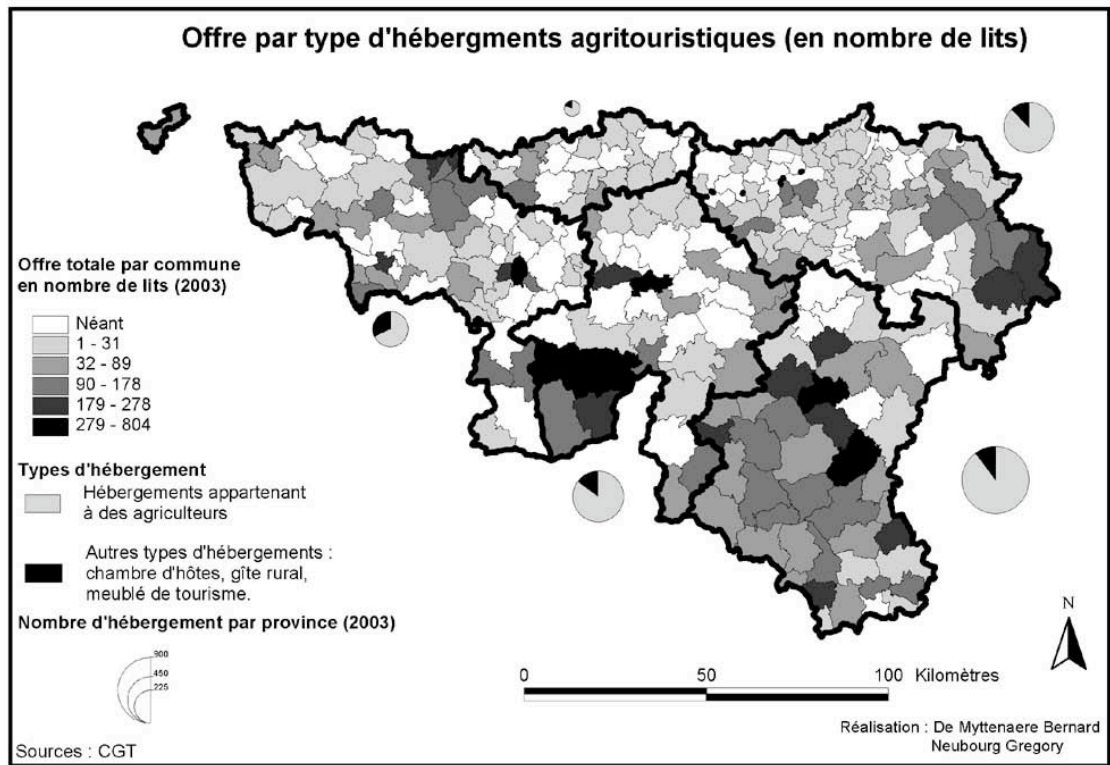 Offre par type d'hébergments agritouristiques (en nombre de lits)
Offre totale par commune
en nombre de lits (2003)
Néant
1 - 31
32 - 89
90 - 178
179 - 278
279 - 804
Types d'hébergement
Hébergements appartenant
à des agriculteurs
Autres types d'hébergements :
chambre d'hôtes, gîte rural,
meublé de tourisme.
Nombre d'hébergement par province (2003)
900
450
225
Sources : CGT
0 50 100 Kilomètres
N
Réalisation : De Myttenaere Bernard
Neubourg Gregory